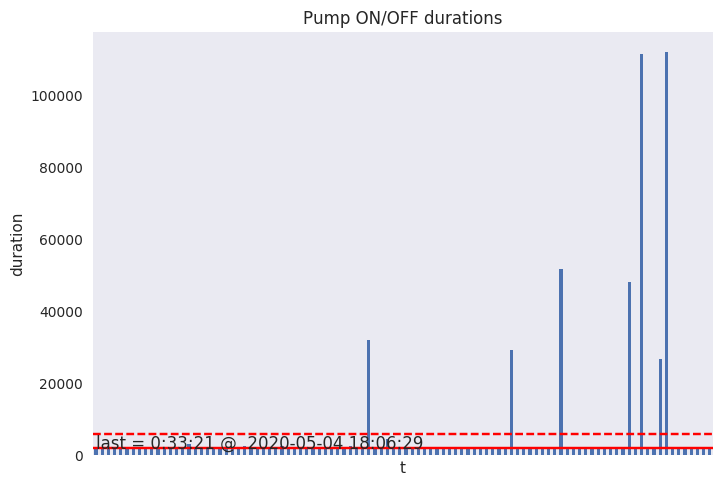 Pump ON/OFF durations
duration
100000
80000
60000
40000
20000
0
last = 0:33:21 @ 2020-05-04 18:06:29
t